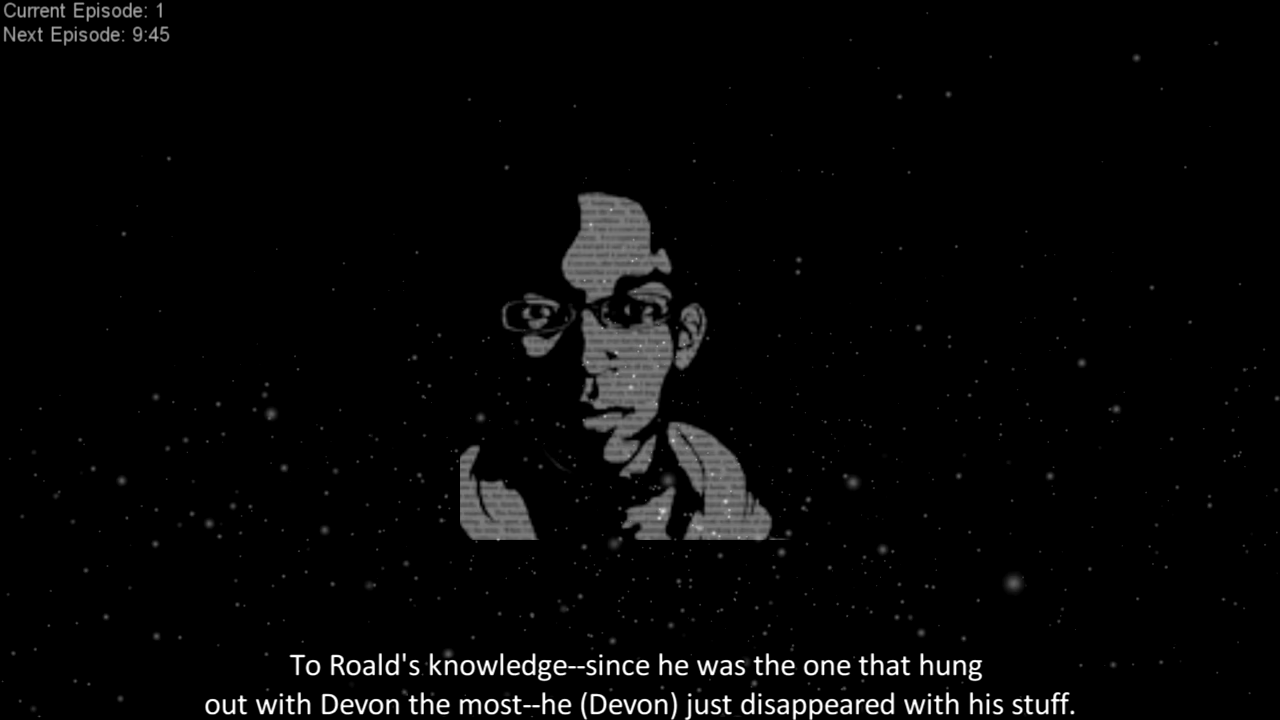 Current Episode: 1
Next Episode: 9:45
To Roald's knowledge--since he was the one that hung
out with Devon the most--he (Devon) just disappeared with his stuff.